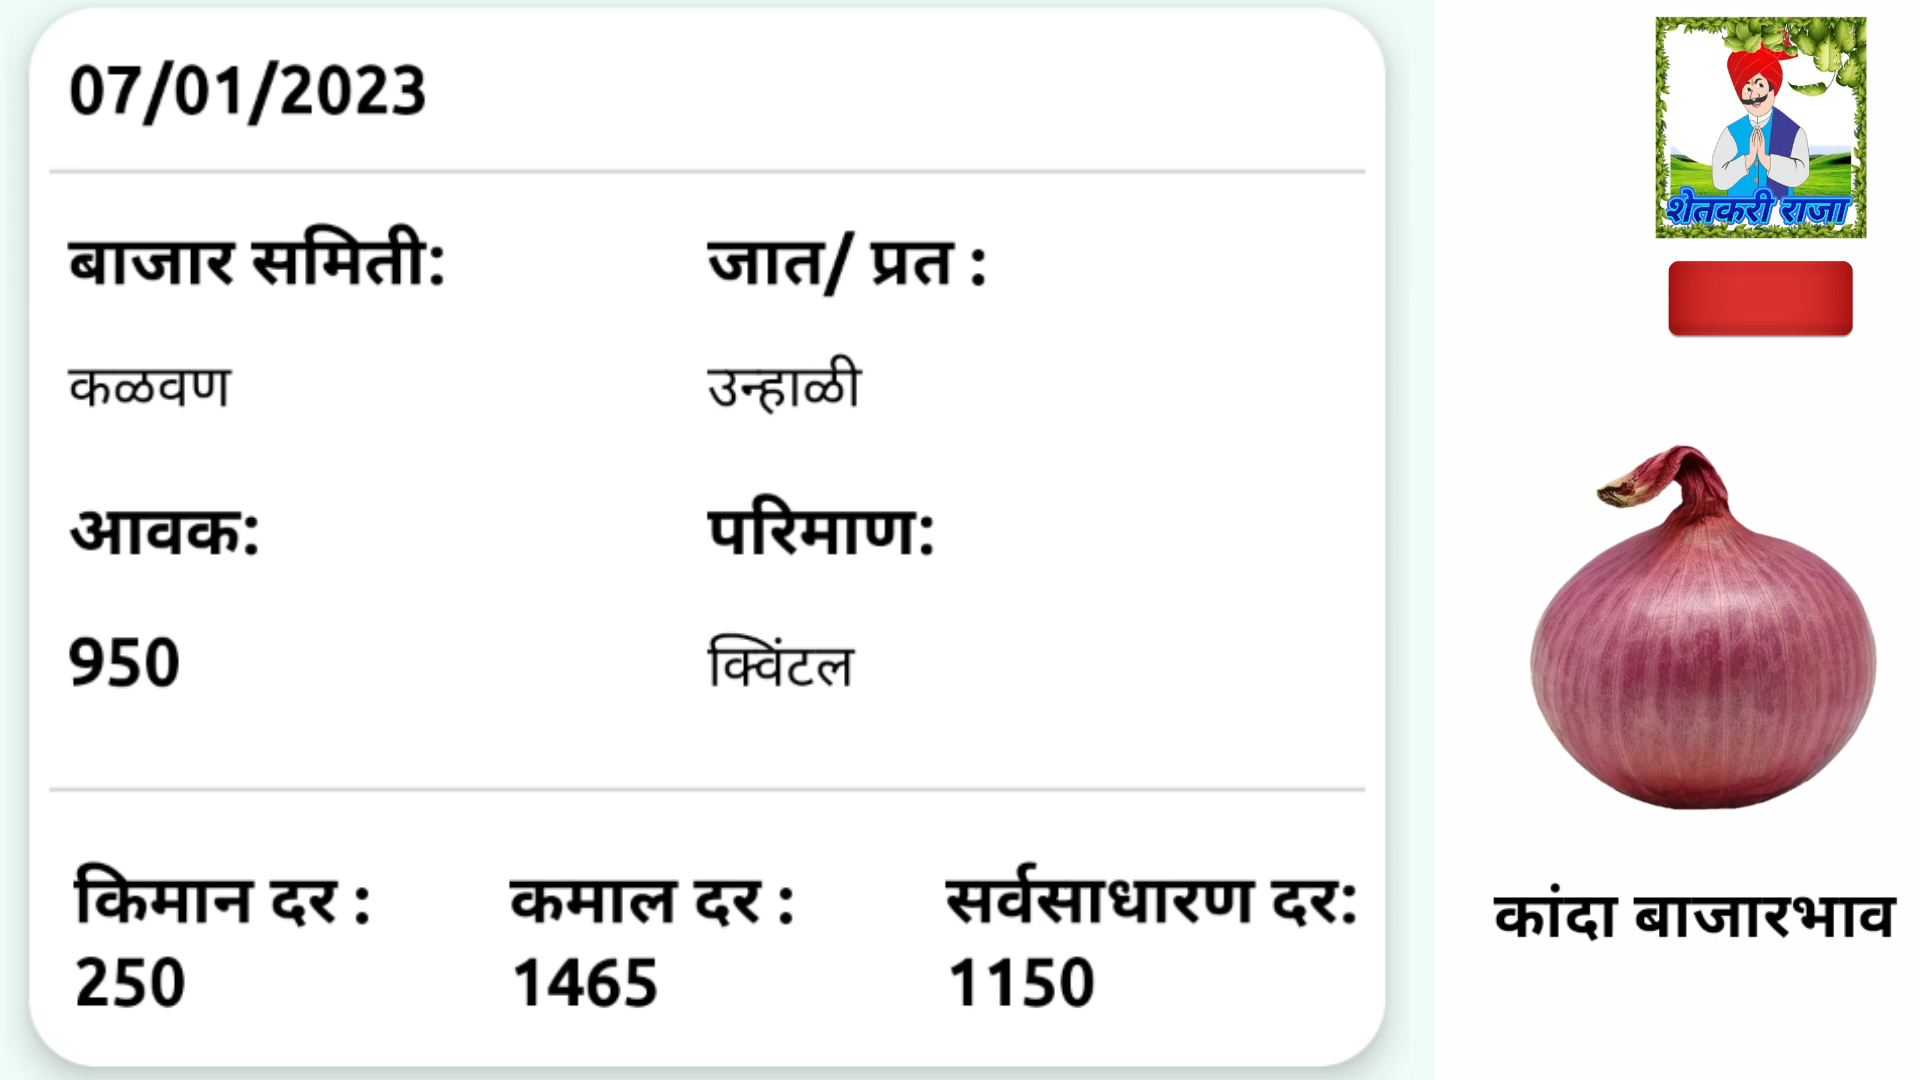 07/01/2023
शेतकरी राजा
बाजार समिती: जात/ प्रत :
कळवण उन्हाळी
आवक: परिमाण:
950 क्विंटल
किमान दर : कमाल दर : सर्वसाधारण दर:
250 1465 1150
कांदा बाजारभाव